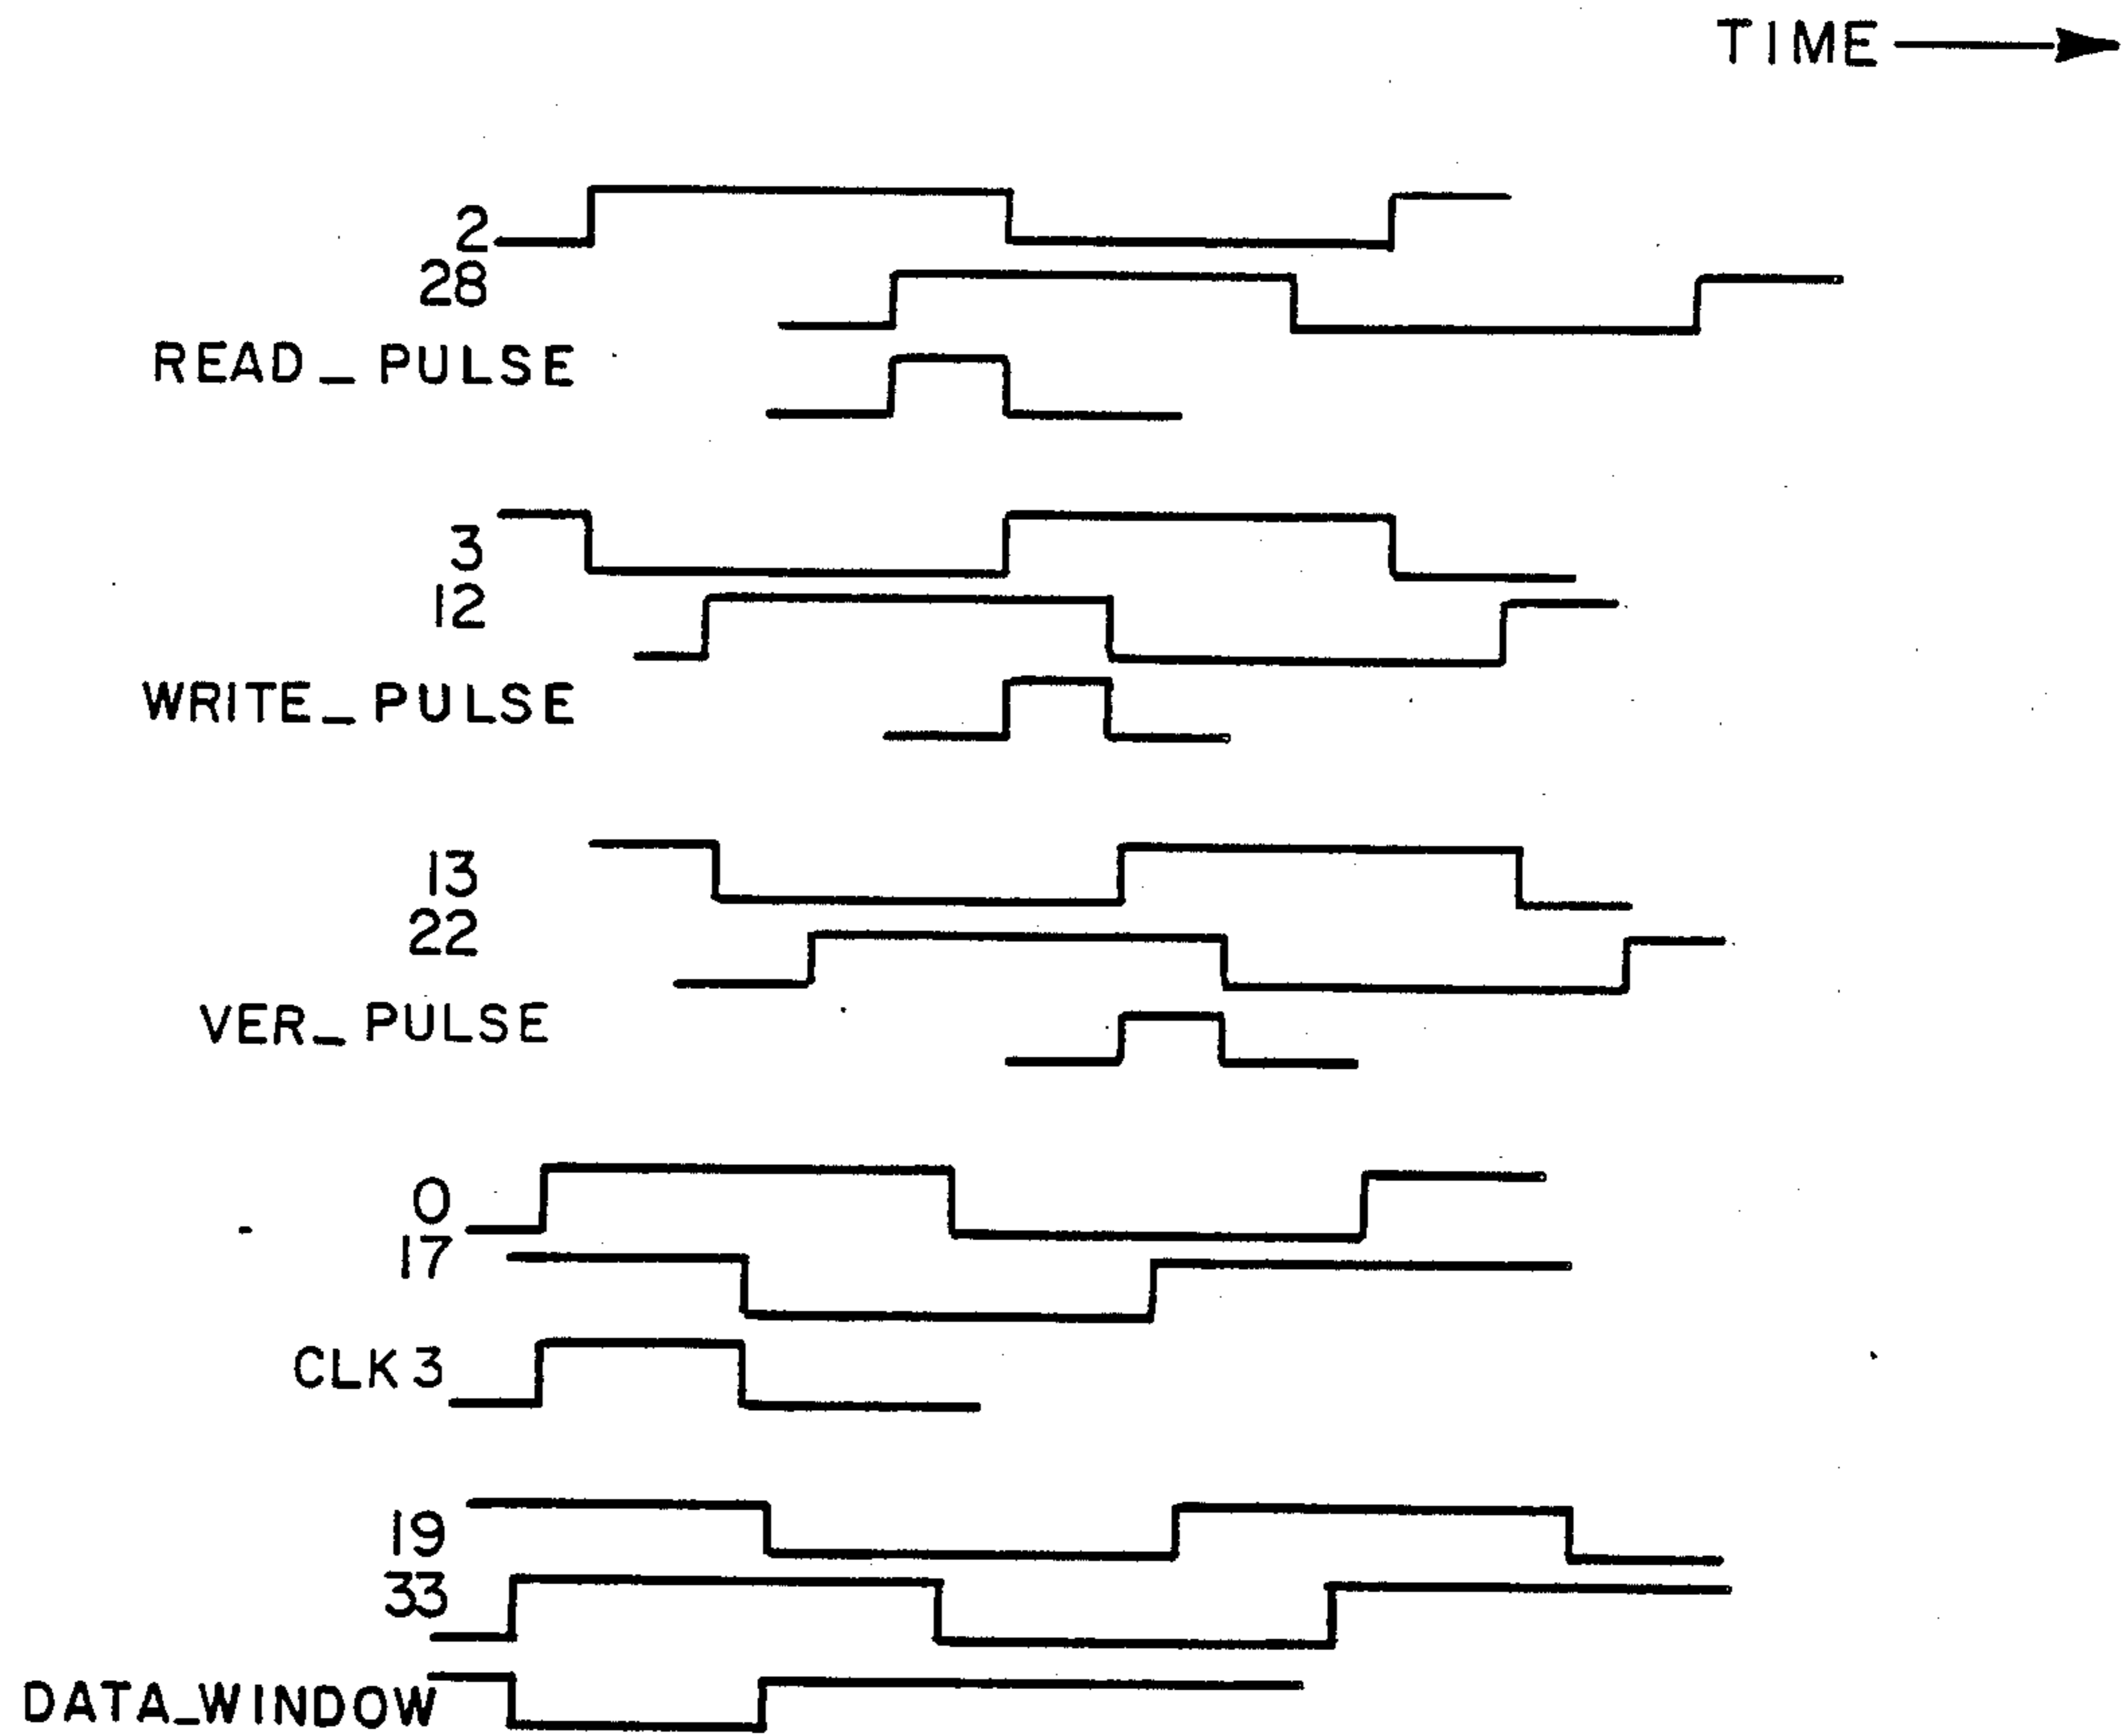 TIME
2
28
READ_PULSE
3
12
WRITE_PULSE
13
22
VER_PULSE
0
17
CLK3
19
33
DATA_WINDOW